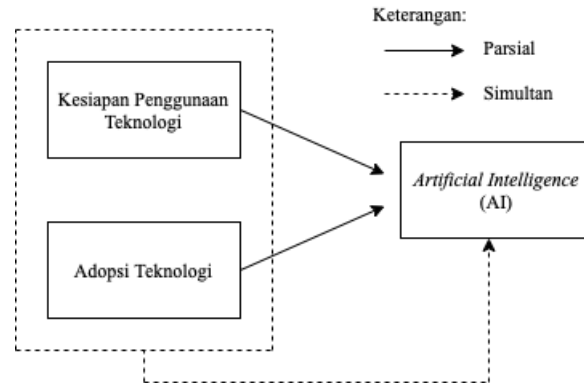 Keterangan:
Parsial
Simultan
Kesiapan Penggunaan
Teknologi
Artificial Intelligence
(AI)
Adopsi Teknologi